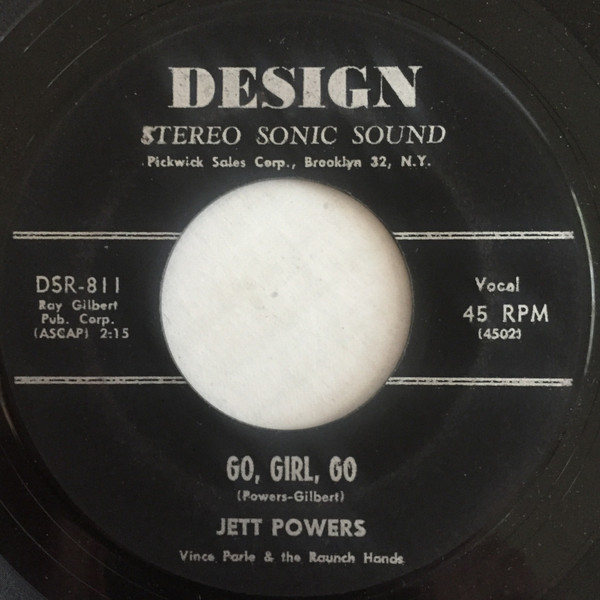 DESIGN
STEREO SONIC SOUND
Pickwick Sales Corp., Brooklyn 32, N.Y.
DSR-811
Ray Gilbert
Pub. Corp.
(ASCAP) 2:15
Vocal
45 RPM
(4502)
GO, GIRL, GO
(Powers-Gilbert)
JETT POWERS
Vince Parle & the Raunch Hands